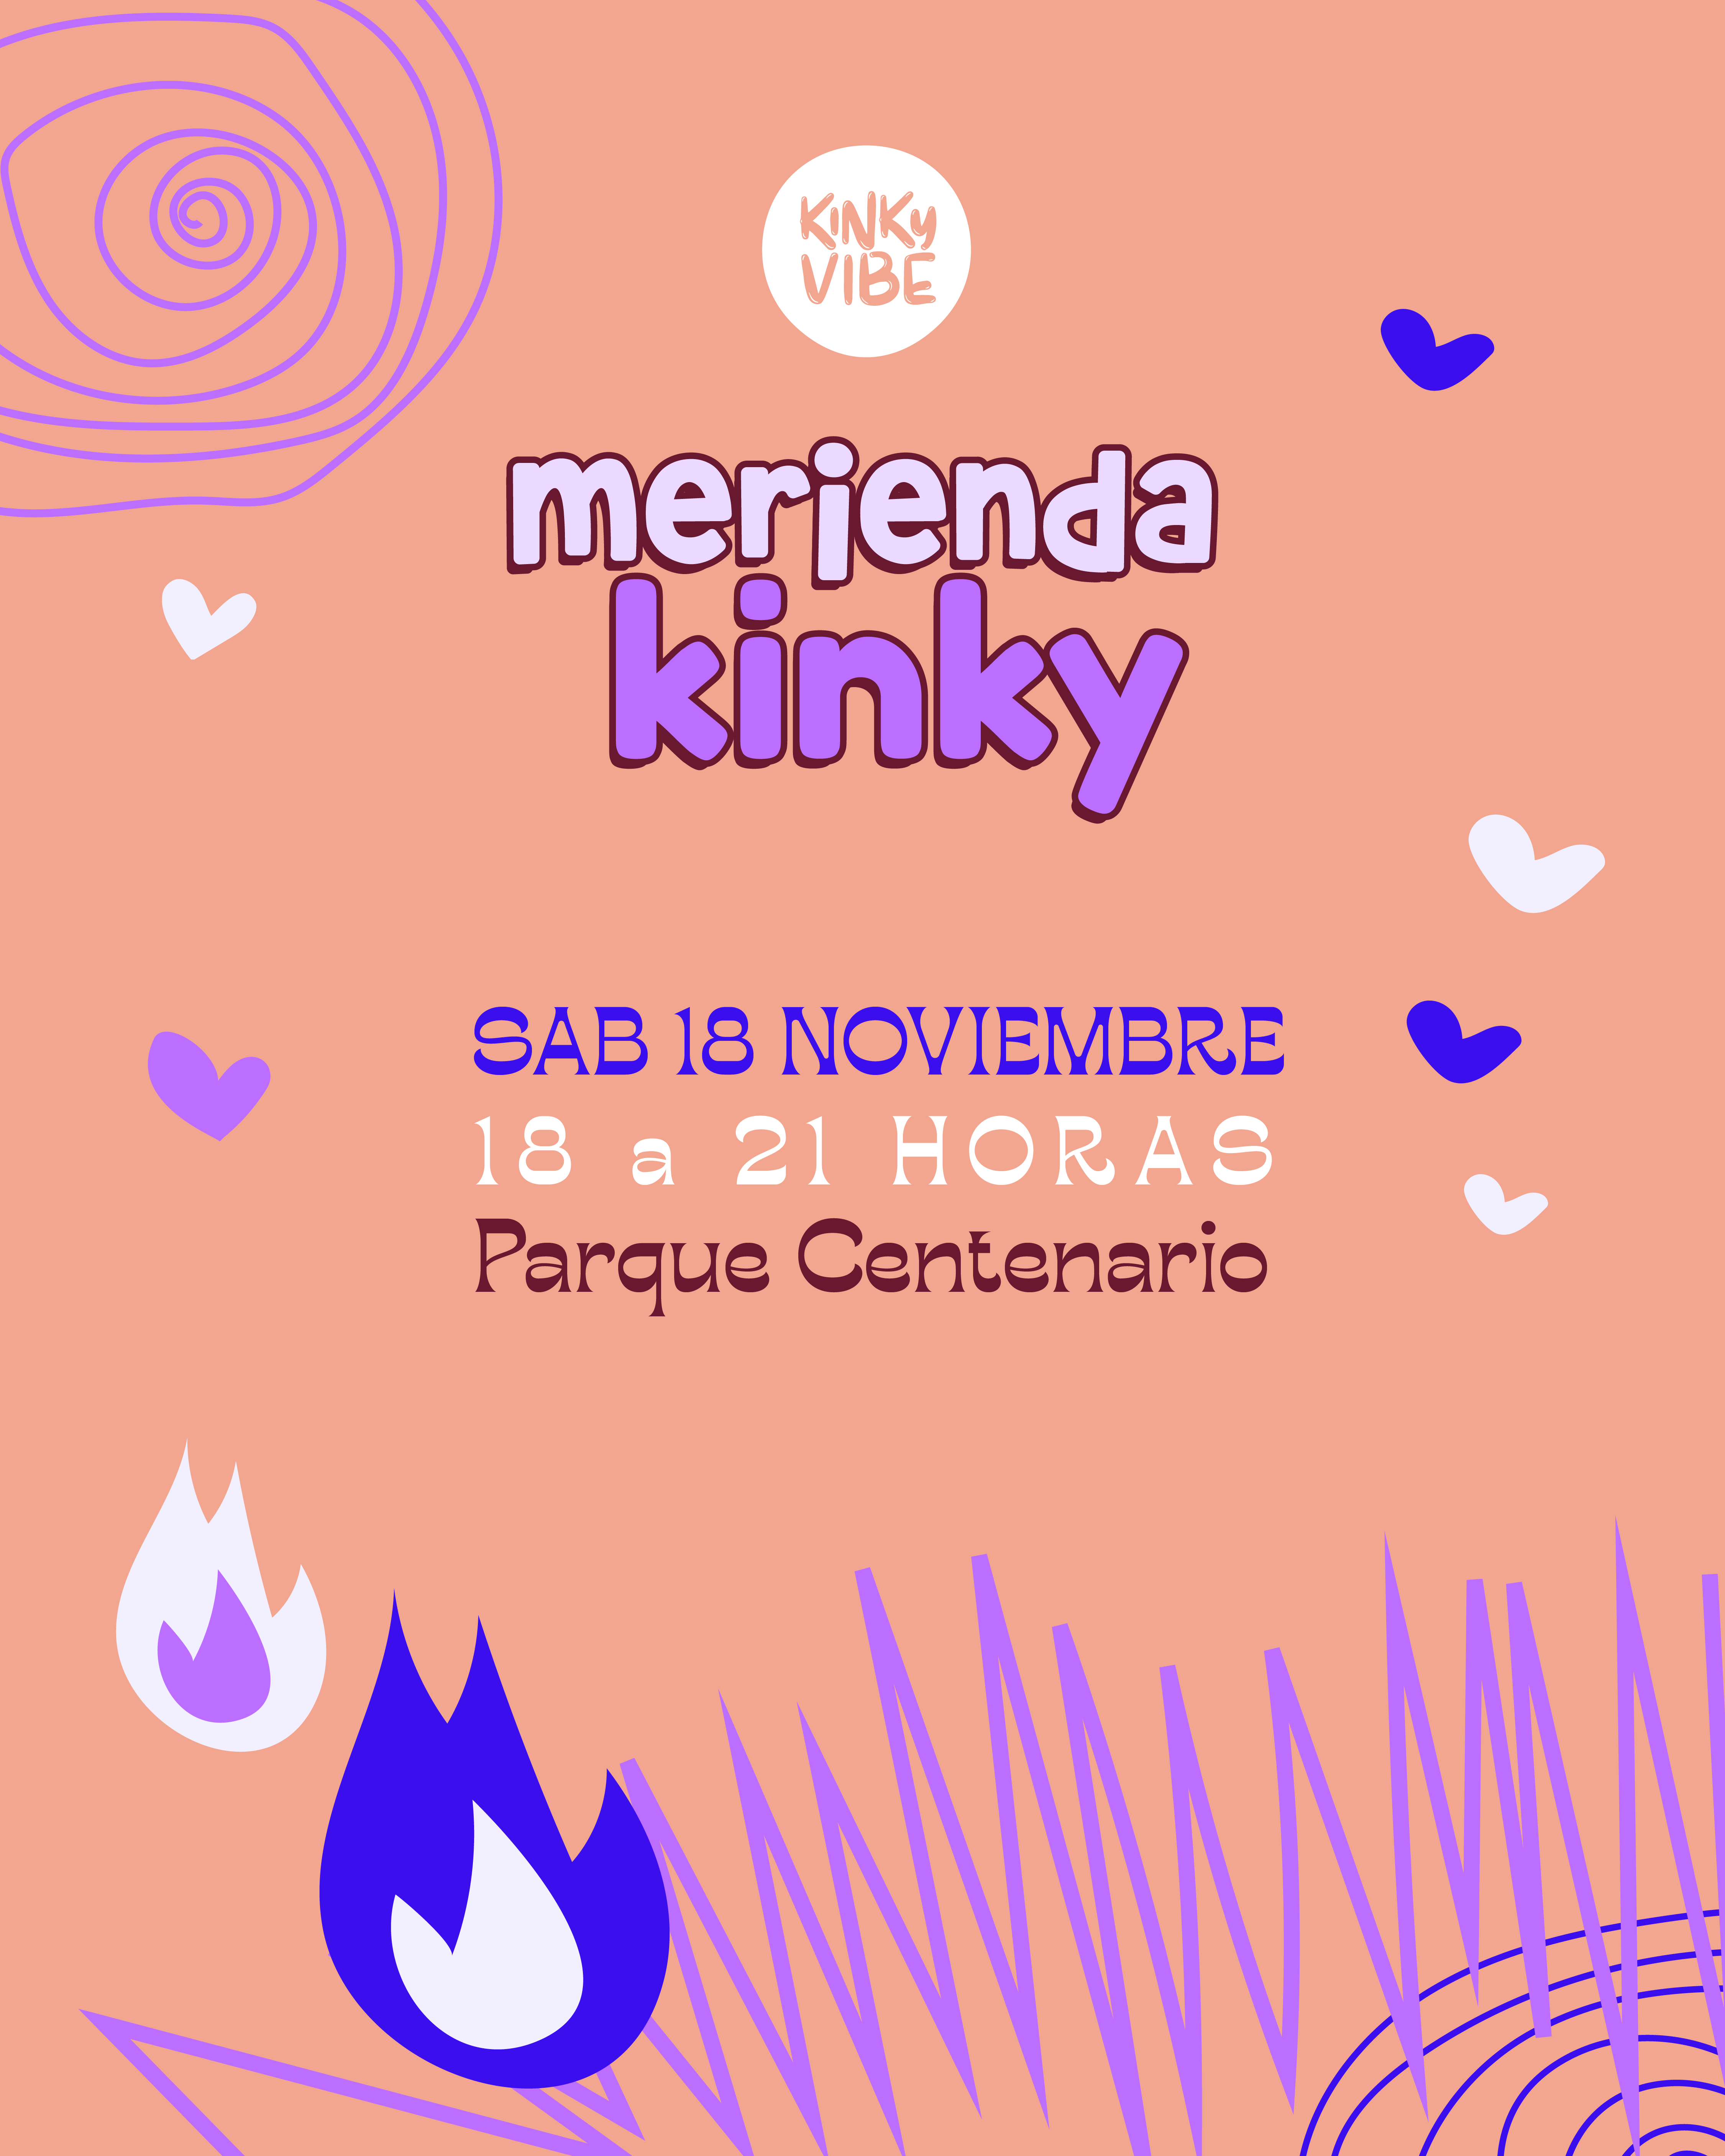 KiNKy
VIBE
merienda
kinky
SAB 18 NOVIEMBRE
18 a 21 HORAS
Parque Centenario